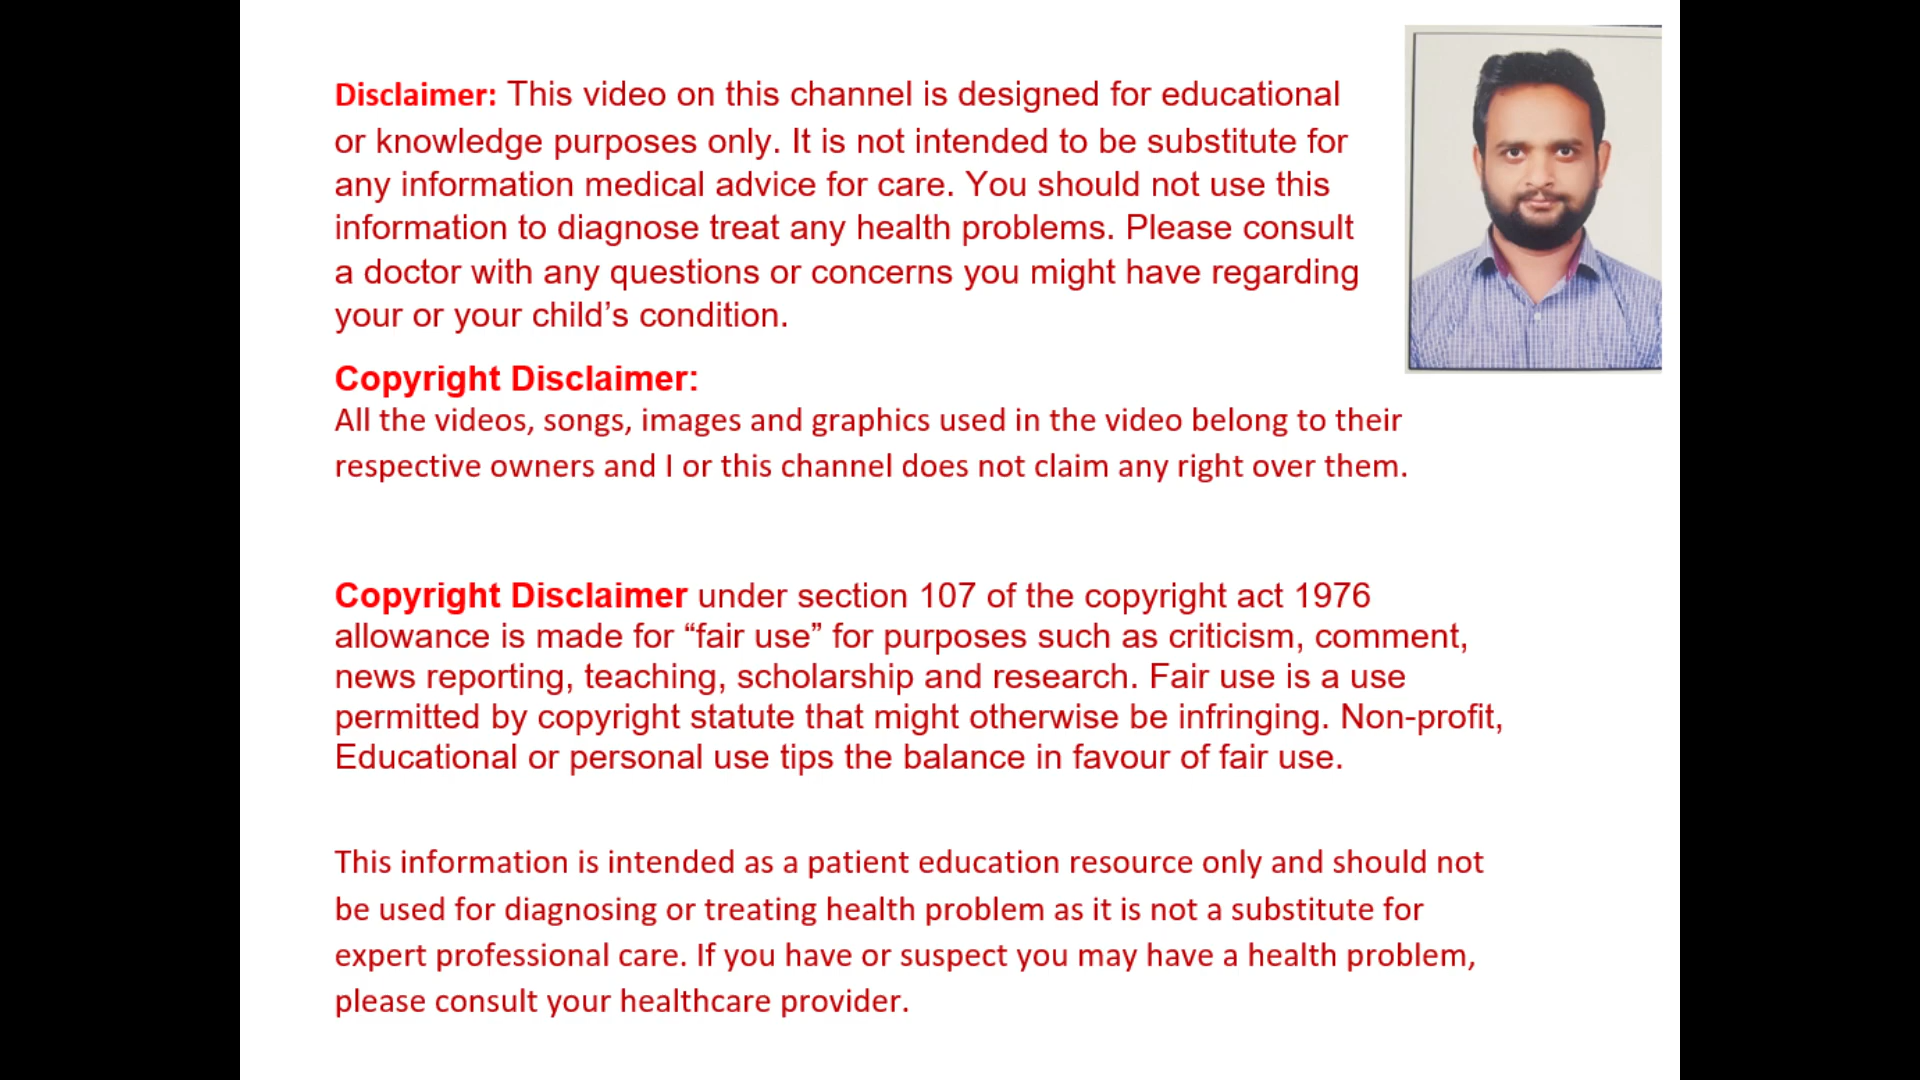 Disclaimer: This video on this channel is designed for educational
or knowledge purposes only. It is not intended to be substitute for
any information medical advice for care. You should not use this
information to diagnose treat any health problems. Please consult
a doctor with any questions or concerns you might have regarding
your or your child’s condition.
Copyright Disclaimer:
All the videos, songs, images and graphics used in the video belong to their
respective owners and I or this channel does not claim any right over them.
Copyright Disclaimer under section 107 of the copyright act 1976
allowance is made for “fair use” for purposes such as criticism, comment,
news reporting, teaching, scholarship and research. Fair use is a use
permitted by copyright statute that might otherwise be infringing. Non-profit,
Educational or personal use tips the balance in favour of fair use.
This information is intended as a patient education resource only and should not
be used for diagnosing or treating health problem as it is not a substitute for
expert professional care. If you have or suspect you may have a health problem,
please consult your healthcare provider.